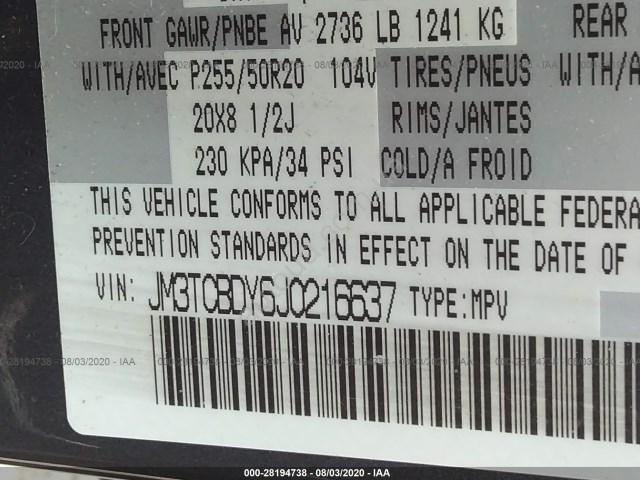 FRONT GAWR/PNBE AV 2736 LB 1241 KG REAR
WITH/AVEC P255/50R20 104V TIRES/PNEUS WITH/A
20X8 1/2J RIMS/JANTES
230 KPA/34 PSI COLD/A FROID
THIS VEHICLE CONFORMS TO ALL APPLICABLE FEDERA
PREVENTION STANDARDS IN EFFECT ON THE DATE OF
VIN: JM3TCBDY6J0216637 TYPE:MPV
000-28194738 - 08/03/2020 - IAA